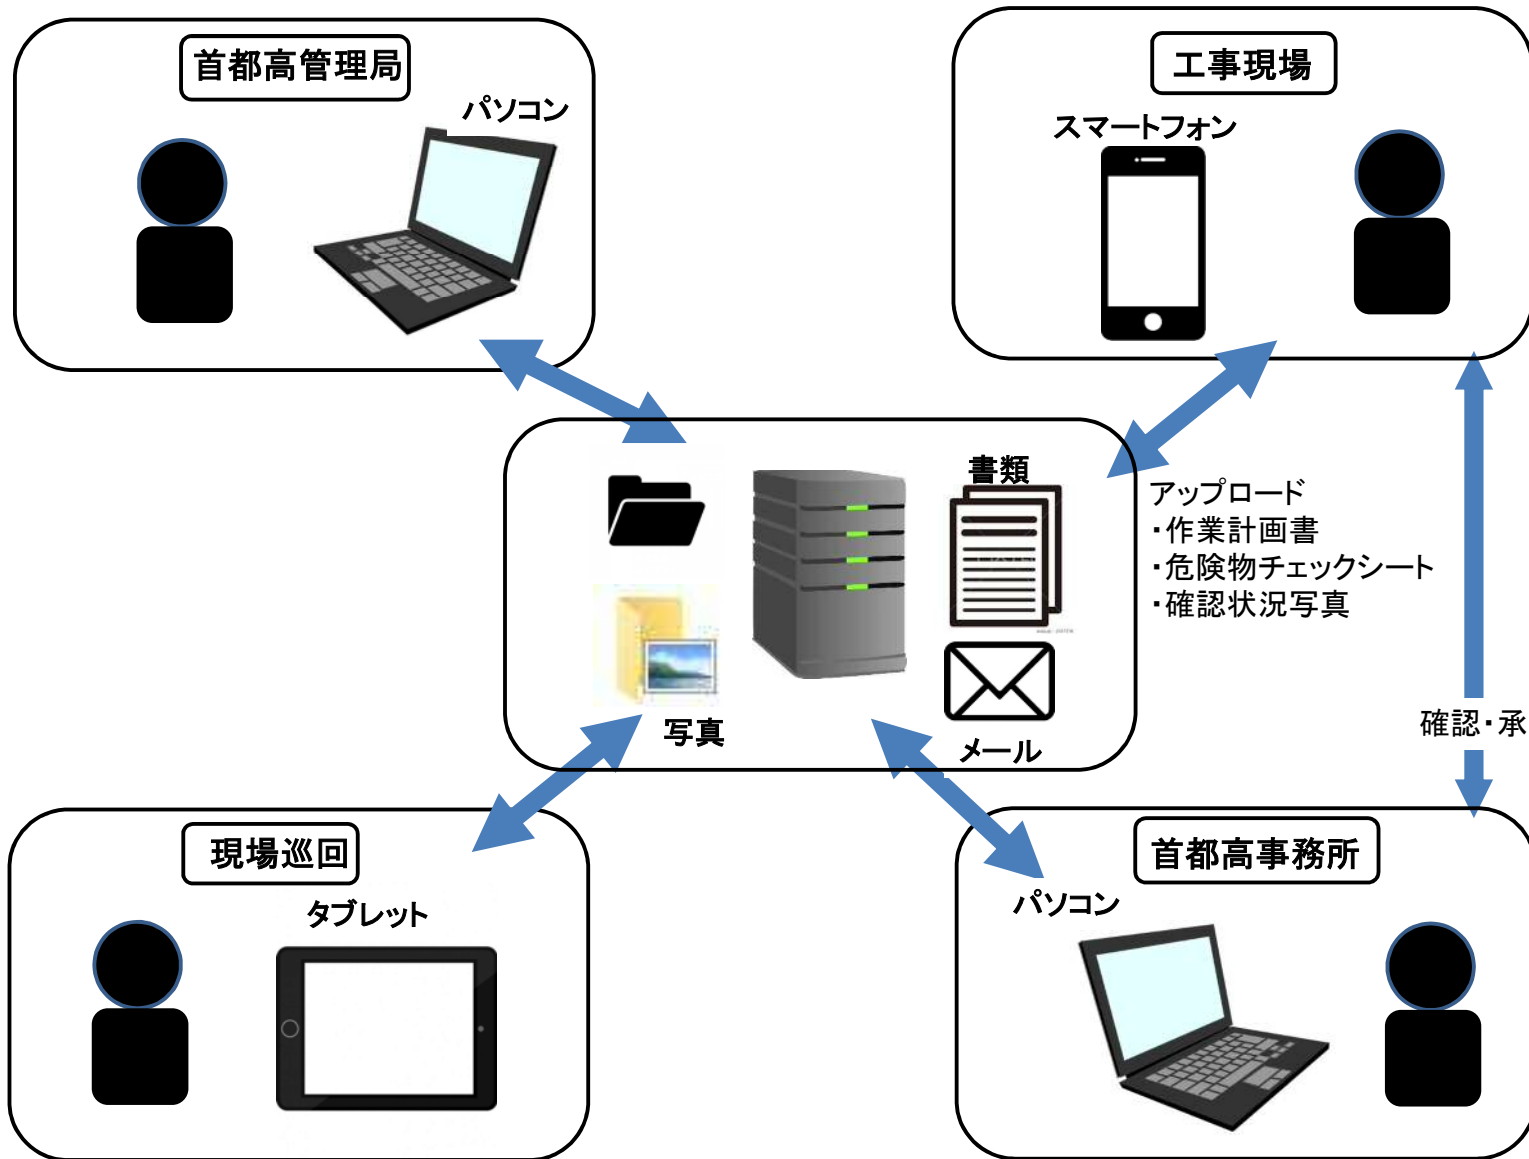 首都高管理局
パソコン
工事現場
スマートフォン
書類
写真
メール
アップロード
・作業計画書
・危険物チェックシート
・確認状況写真
確認・承
現場巡回
タブレット
首都高事務所
パソコン